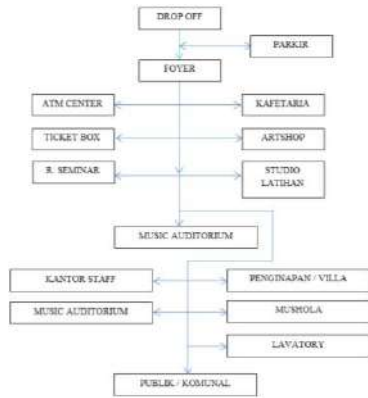 DROP OFF
PARKIR
FOYER
ATM CENTER
KAFETARIA
TICKET BOX
ARTSHOP
R. SEMINAR
STUDIO
LATIHAN
MUSIC AUDITORIUM
KANTOR STAFF
PENGINAPAN / VILLA
MUSIC AUDITORIUM
MUSHOLA
LAVATORY
PUBLIK / KOMUNAL